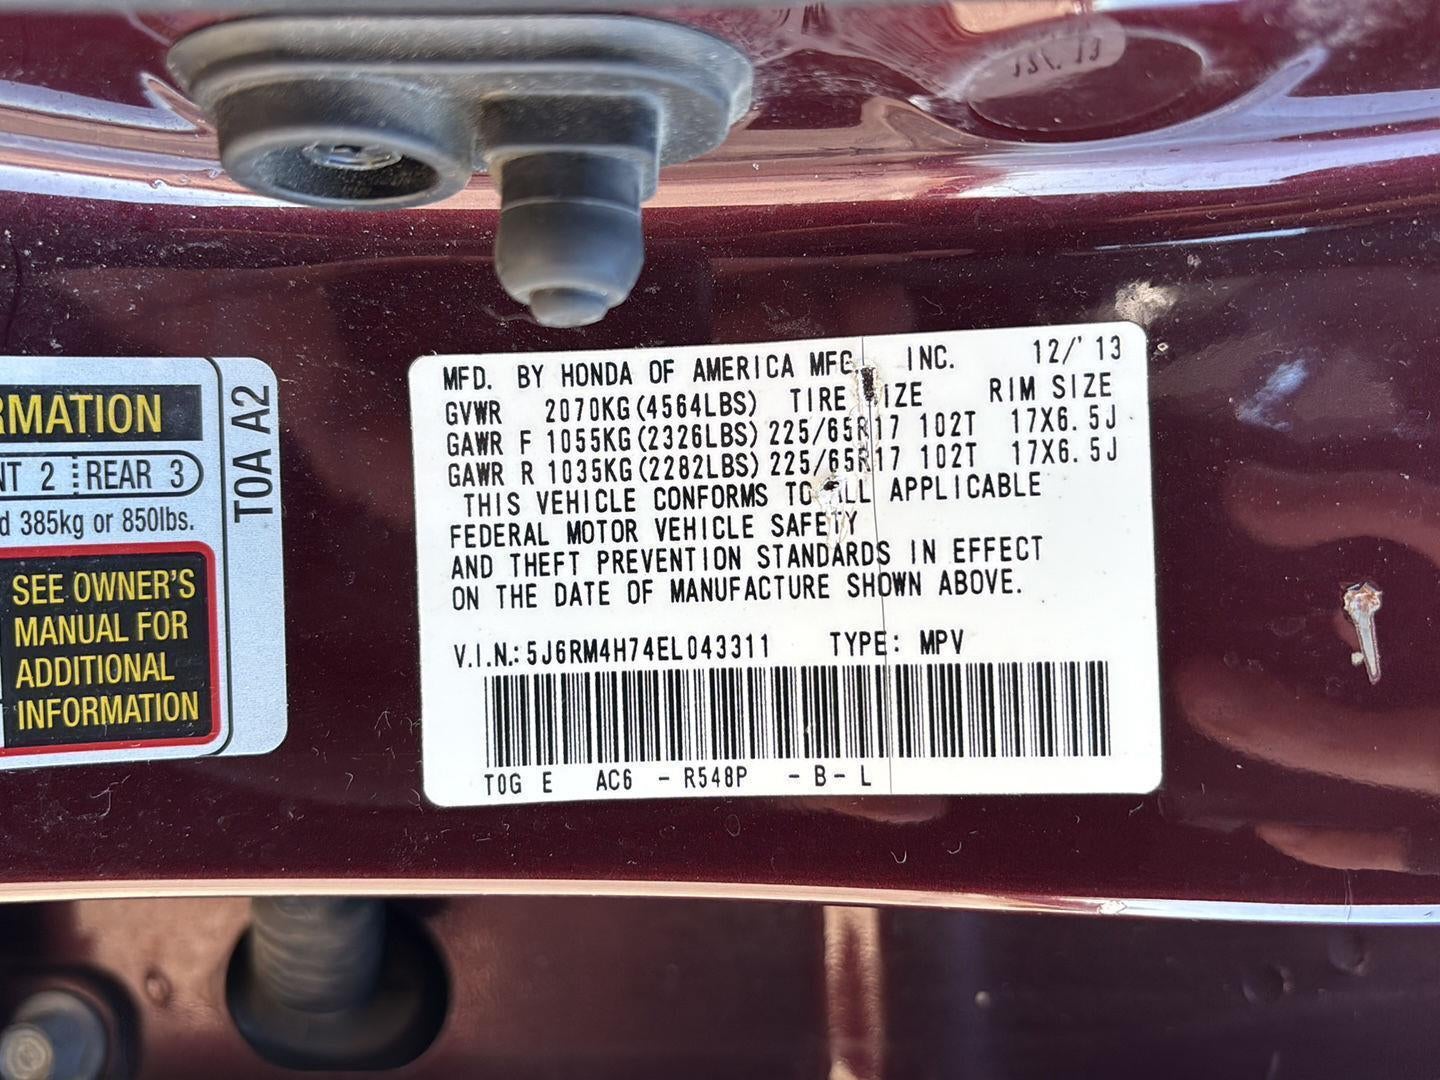 RMATION
NT 2 REAR 3
d 385kg or 850lbs.
SEE OWNER'S
MANUAL FOR
ADDITIONAL
INFORMATION
T0A A2
MFD. BY HONDA OF AMERICA MFG. INC. 12/'13
GVWR 2070KG(4564LBS) TIRE SIZE RIM SIZE
GAWR F 1055KG(2326LBS) 225/65R17 102T 17X6.5J
GAWR R 1035KG(2282LBS) 225/65R17 102T 17X6.5J
THIS VEHICLE CONFORMS TO ALL APPLICABLE
FEDERAL MOTOR VEHICLE SAFETY
AND THEFT PREVENTION STANDARDS IN EFFECT
ON THE DATE OF MANUFACTURE SHOWN ABOVE.
V.I.N.: 5J6RM4H74EL043311 TYPE: MPV
T0G E AC6 - R548P - B - L